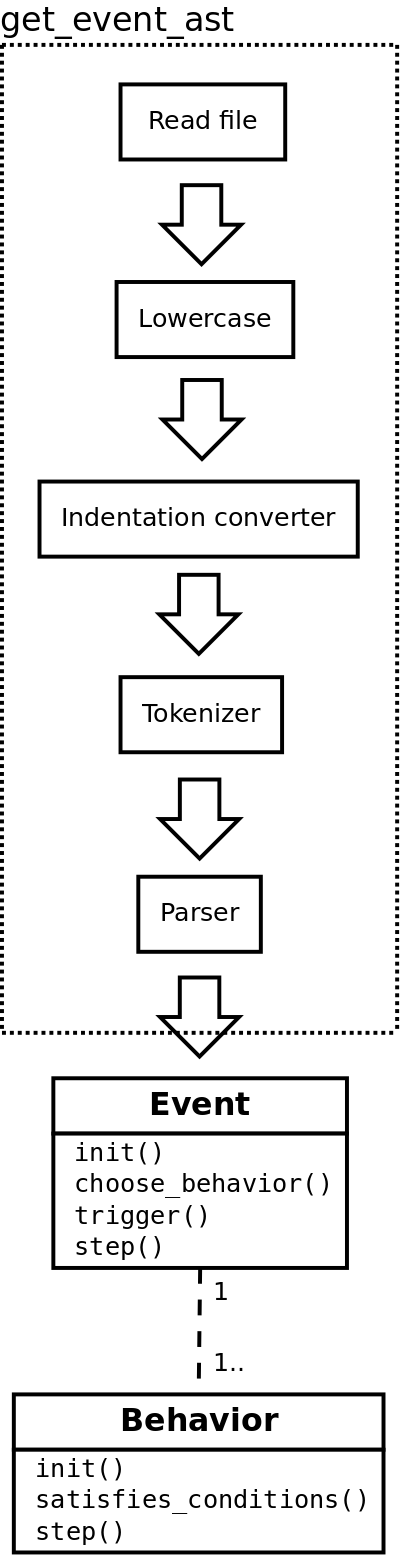 get_event_ast
Read file
Lowercase
Indentation converter
Tokenizer
Parser
Event
init()
choose_behavior()
trigger()
step()
1
1..
Behavior
init()
satisfies_conditions()
step()